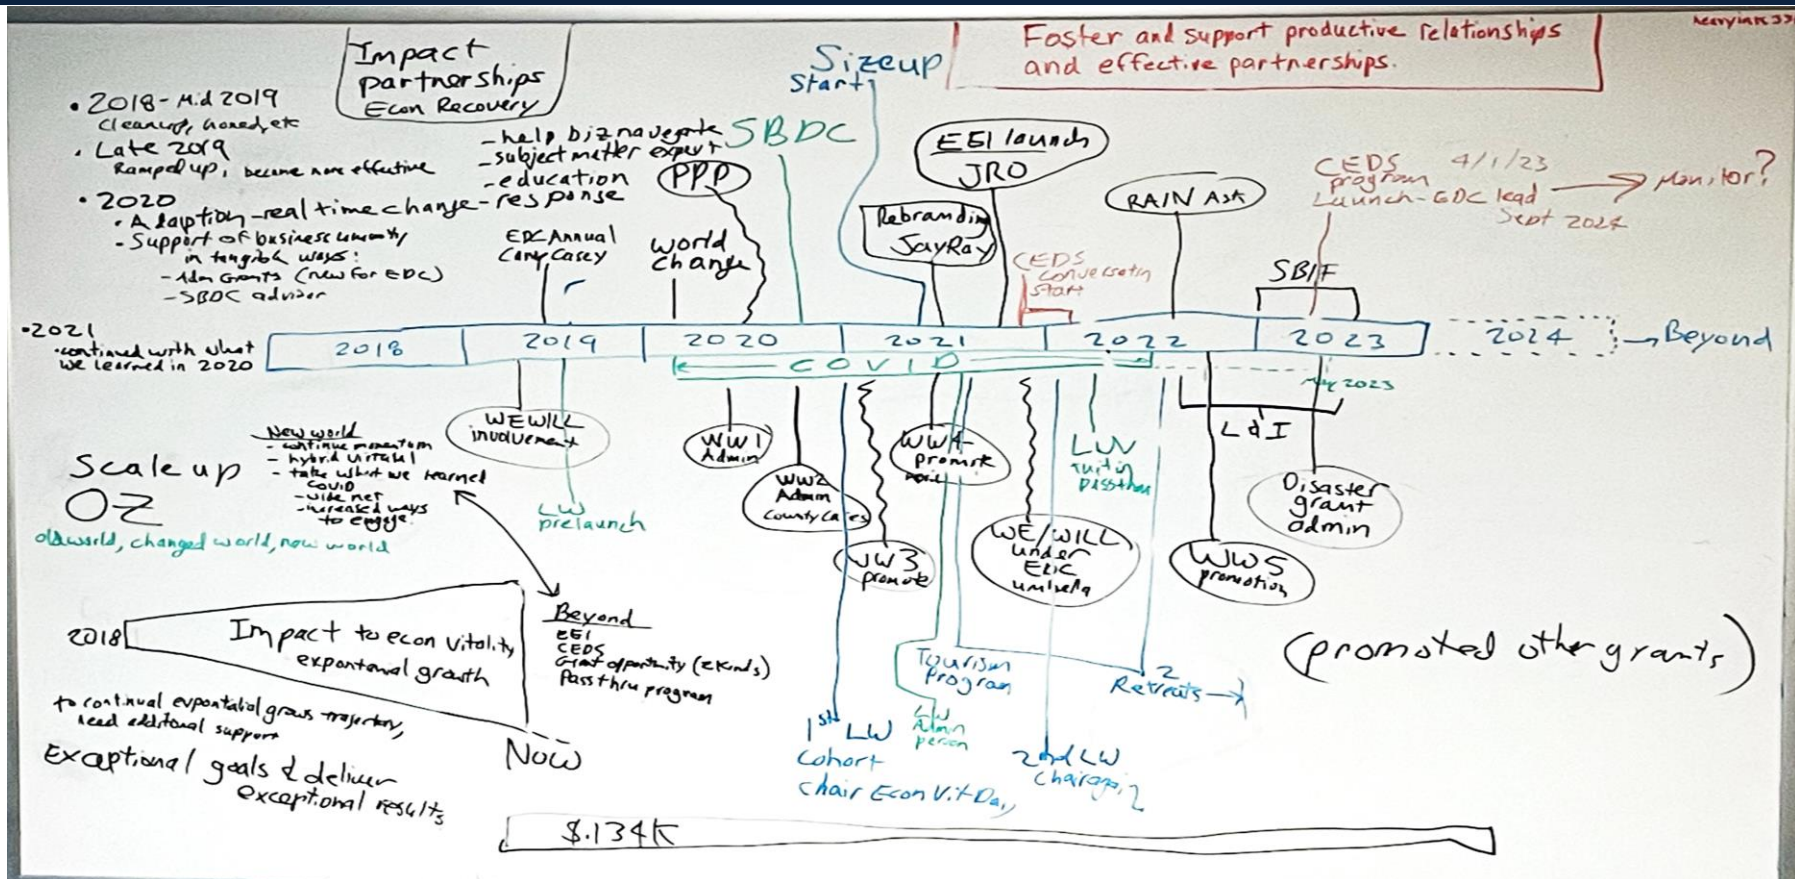 Impact
partnerships
Econ Recovery
Sizeup
Start
Foster and support productive relationships
and effective partnerships.
• 2018 - Mid 2019
Cleanup, honed, etc
• Late 2019
Ramped up, became more effective
• 2020
• Adaption - real time change - response
- Support of business
in tangible ways:
- Adm Grants (new for EDC)
- SBDC advisor
• 2021
• continued with what
we learned in 2020
- help biz navegate
- subject matter expert
- education
PPP
SBDC
EDC Annual
Casey
World
change
Rebranding
JayRay
EEI launch
JRO
CEDS
conversation
start
RAIN Ask
CEDS 4/1/23
program
Launch - EDC lead
Sept 2024
Monitor?
SBIF
2018
2019
2020
2021
2022
2023
2024
Beyond
COVID
May 2023
WE WILL
involvement
LW
prelaunch
WW1
Admin
WW2
Admin
County Cares
WW3
promote
WW4
promote
WE/WILL
under
EDC
umbrella
LW
Tuition
passthru
L & I
WW5
promotion
Disaster
grant
admin
New world
- continue momentum
- hybrid virtual
- take what we learned
COVID
- wide net
- increased ways
to engage
Scale up
OZ
old world, changed world, new world
2018
Impact to econ vitality
expontenial growth
Now
Beyond
EEI
CEDS
Grant opportunity (2 kinds)
Pass thru program
to continual expontatial grows trajectory,
need additonal support
Exceptional goals & deliver
exceptional results
1st LW
Cohort
chair Econ Vit Day
Tourism
Program
LW
Admin
person
2nd LW
2
Retreats
(promoted other grants)
$.134K